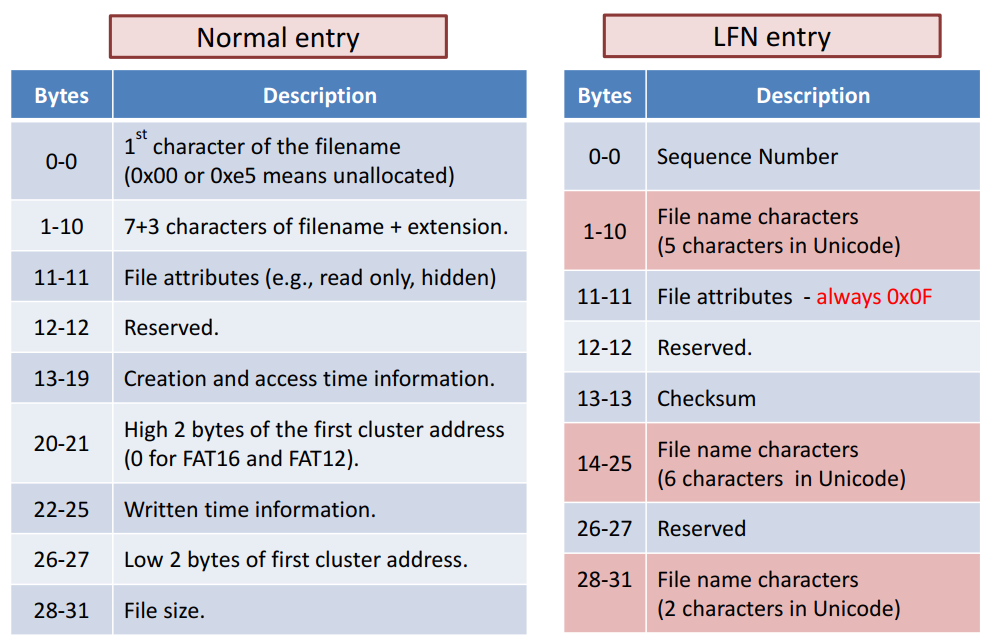 Normal entry
Bytes Description
0-0 1st character of the filename
(0x00 or 0xe5 means unallocated)
1-10 7+3 characters of filename + extension.
11-11 File attributes (e.g., read only, hidden)
12-12 Reserved.
13-19 Creation and access time information.
20-21 High 2 bytes of the first cluster address
(0 for FAT16 and FAT12).
22-25 Written time information.
26-27 Low 2 bytes of first cluster address.
28-31 File size.
LFN entry
Bytes Description
0-0 Sequence Number
1-10 File name characters
(5 characters in Unicode)
11-11 File attributes - always 0x0F
12-12 Reserved.
13-13 Checksum
14-25 File name characters
(6 characters in Unicode)
26-27 Reserved
28-31 File name characters
(2 characters in Unicode)